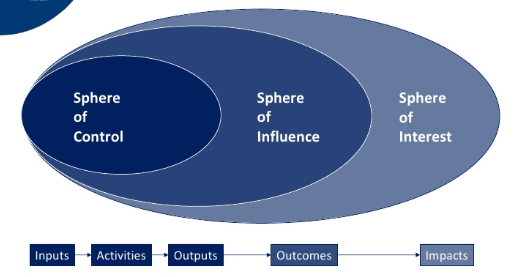 Sphere
of
Control
Sphere
of
Influence
Sphere
of
Interest
Inputs Activities Outputs Outcomes Impacts